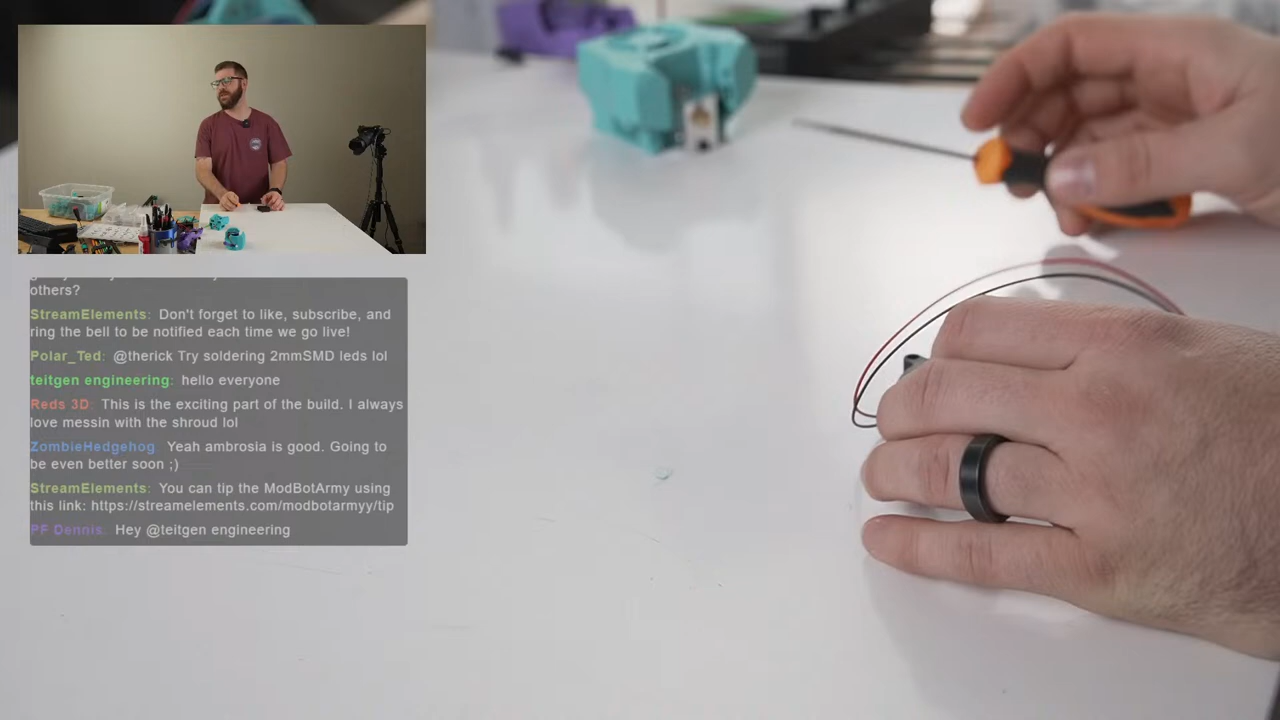 others?
StreamElements: Don't forget to like, subscribe, and
ring the bell to be notified each time we go live!
Polar_Ted: @therick Try soldering 2mmSMD leds lol
teitgen engineering: hello everyone
Reds 3D: This is the exciting part of the build. I always
love messin with the shroud lol
ZombieHedgehog: Yeah ambrosia is good. Going to
be even better soon ;)
StreamElements: You can tip the ModBotArmy using
this link: https://streamelements.com/modbotarmyy/tip
PF Dennis: Hey @teitgen engineering